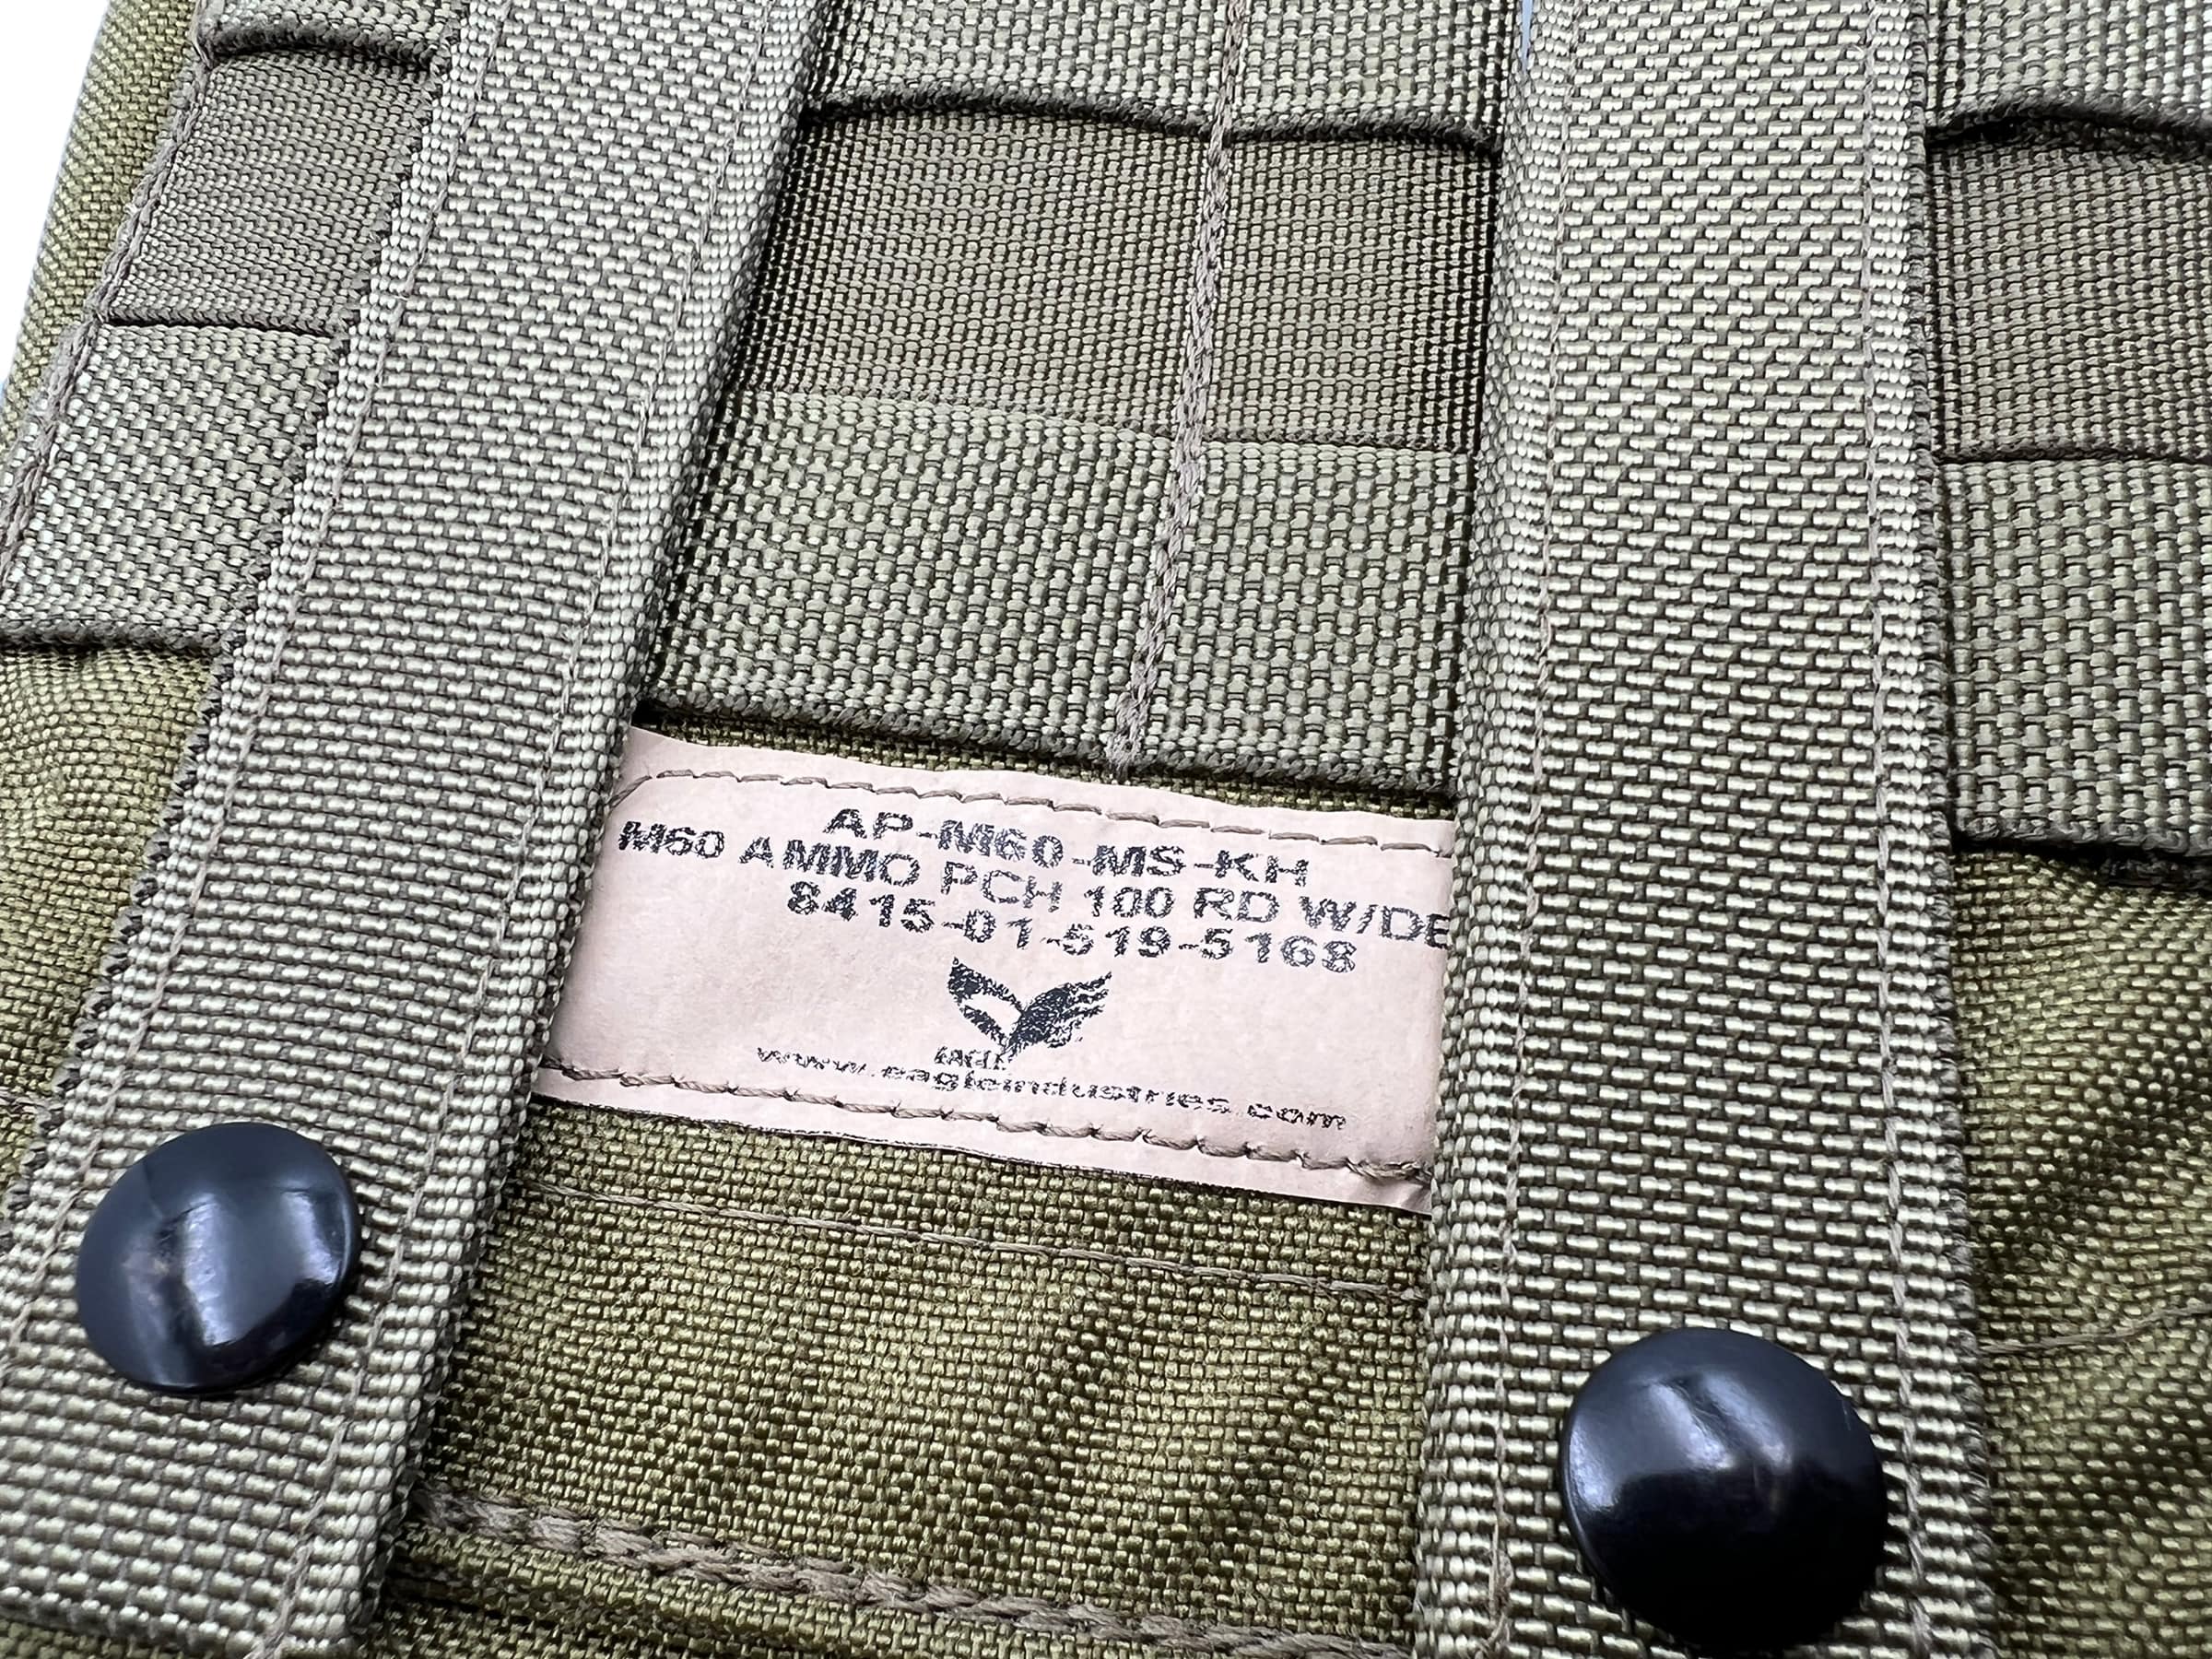 AP-M60-MS-KH
M60 AMMO PCH 100 RD W/DE
8415-01-519-5168
www.eagleindustries.com